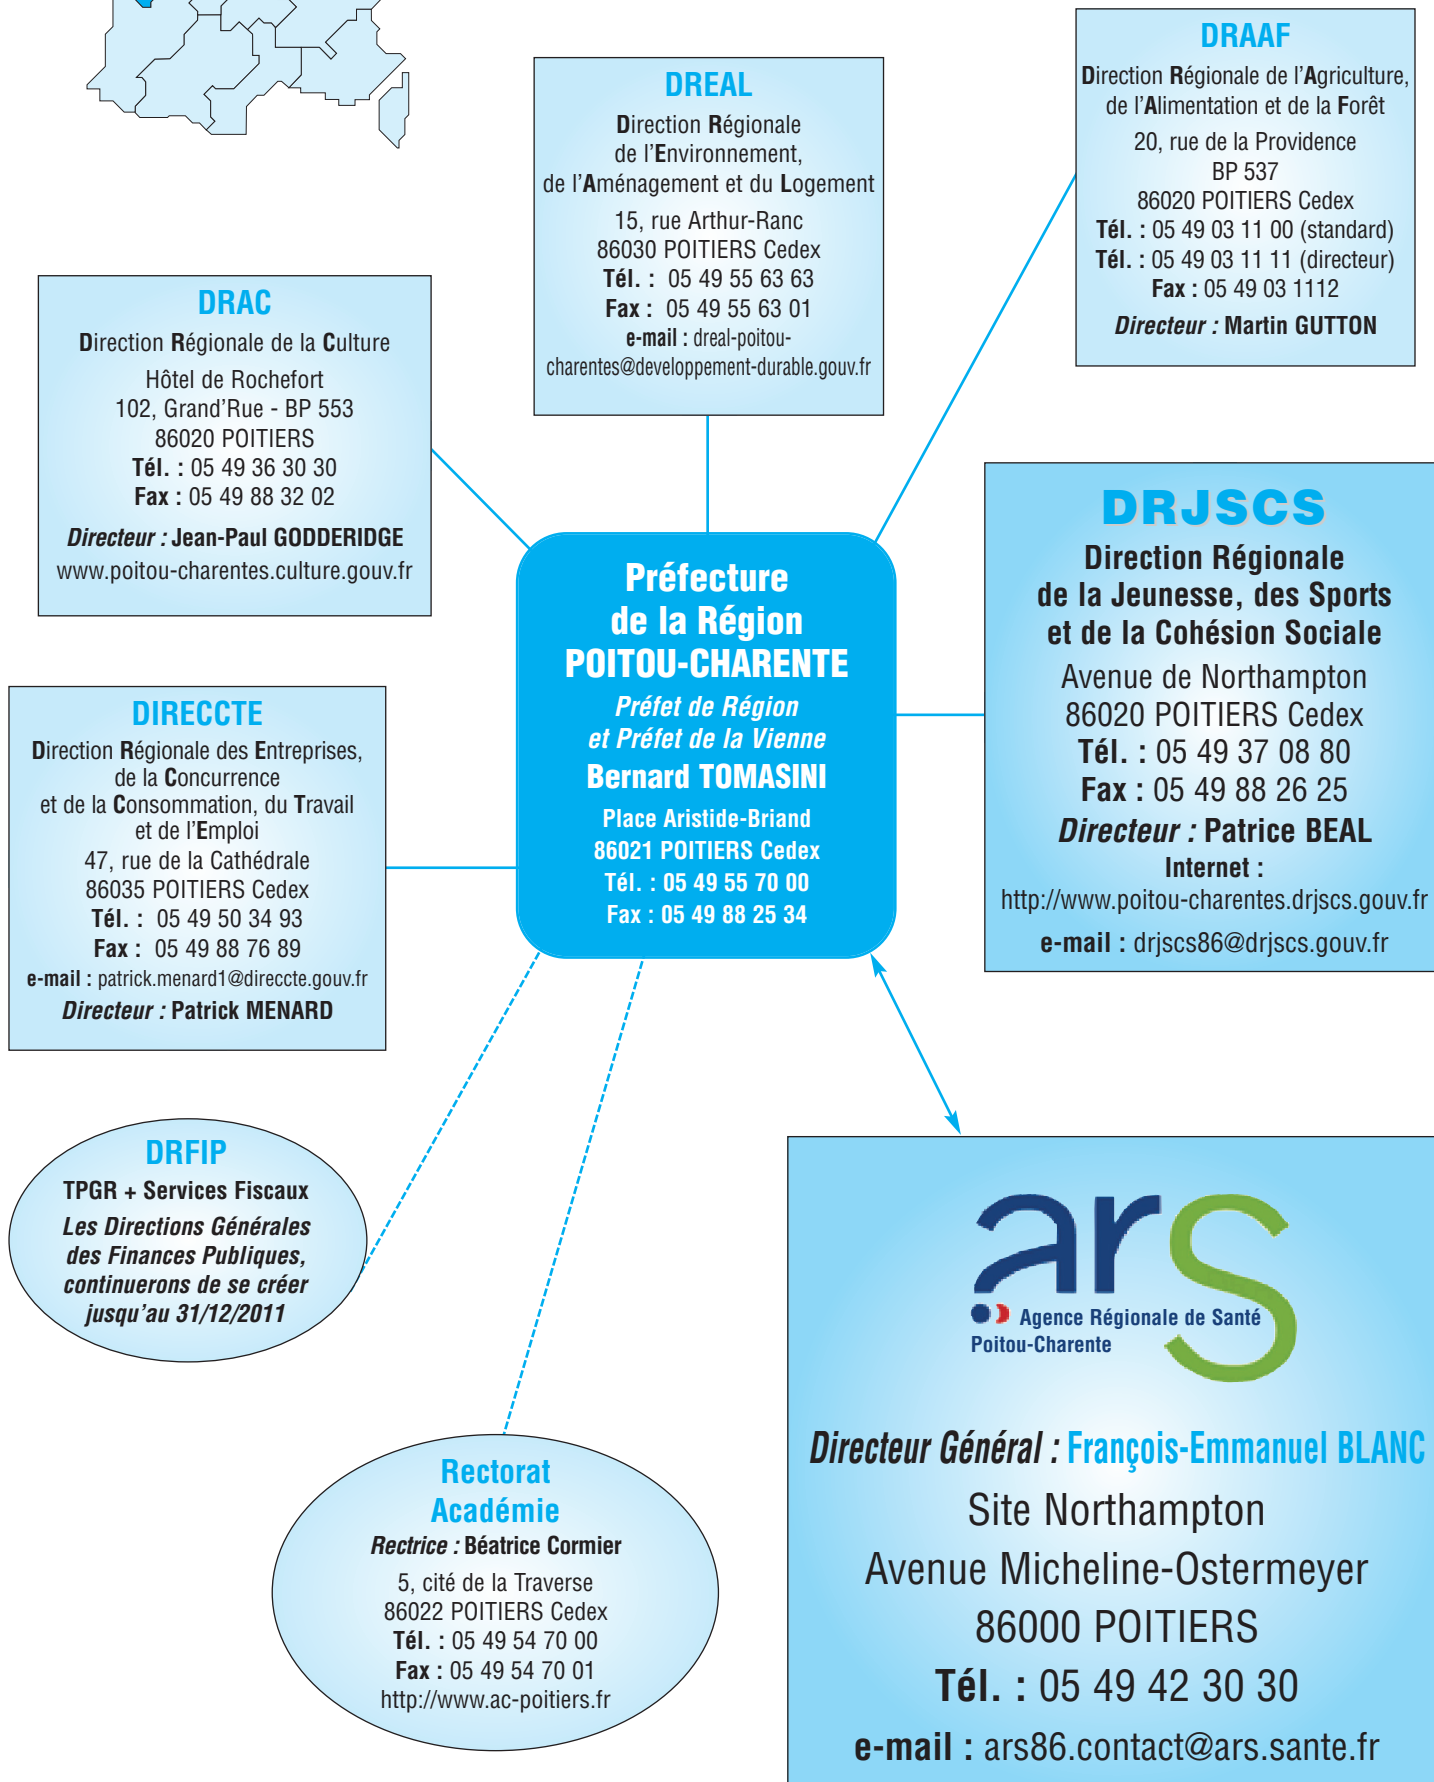 DREAL
Direction Régionale
de l'Environnement,
de l'Aménagement et du Logement
15, rue Arthur-Ranc
86030 POITIERS Cedex
Tél. : 05 49 55 63 63
Fax : 05 49 55 63 01
e-mail : dreal-poitou-
charentes@developpement-durable.gouv.fr
DRAAF
Direction Régionale de l'Agriculture,
de l'Alimentation et de la Forêt
20, rue de la Providence
BP 537
86020 POITIERS Cedex
Tél. : 05 49 03 11 00 (standard)
Tél. : 05 49 03 11 11 (directeur)
Fax : 05 49 03 1112
Directeur : Martin GUTTON
DRAC
Direction Régionale de la Culture
Hôtel de Rochefort
102, Grand'Rue - BP 553
86020 POITIERS
Tél. : 05 49 36 30 30
Fax : 05 49 88 32 02
Directeur : Jean-Paul GODDERIDGE
www.poitou-charentes.culture.gouv.fr
Préfecture
de la Région
POITOU-CHARENTE
Préfet de Région
et Préfet de la Vienne
Bernard TOMASINI
Place Aristide-Briand
86021 POITIERS Cedex
Tél. : 05 49 55 70 00
Fax : 05 49 88 25 34
DRJSCS
Direction Régionale
de la Jeunesse, des Sports
et de la Cohésion Sociale
Avenue de Northampton
86020 POITIERS Cedex
Tél. : 05 49 37 08 80
Fax : 05 49 88 26 25
Directeur : Patrice BEAL
Internet :
http://www.poitou-charentes.drjscs.gouv.fr
e-mail : drjscs86@drjscs.gouv.fr
DIRECCTE
Direction Régionale des Entreprises,
de la Concurrence
et de la Consommation, du Travail
et de l'Emploi
47, rue de la Cathédrale
86035 POITIERS Cedex
Tél. : 05 49 50 34 93
Fax : 05 49 88 76 89
e-mail : patrick.menard1@direccte.gouv.fr
Directeur : Patrick MENARD
DRFIP
TPGR + Services Fiscaux
Les Directions Générales
des Finances Publiques,
continuerons de se créer
jusqu'au 31/12/2011
Rectorat
Académie
Rectrice : Béatrice Cormier
5, cité de la Traverse
86022 POITIERS Cedex
Tél. : 05 49 54 70 00
Fax : 05 49 54 70 01
http://www.ac-poitiers.fr
ars
Agence Régionale de Santé
Poitou-Charente
Directeur Général : François-Emmanuel BLANC
Site Northampton
Avenue Micheline-Ostermeyer
86000 POITIERS
Tél. : 05 49 42 30 30
e-mail : ars86.contact@ars.sante.fr